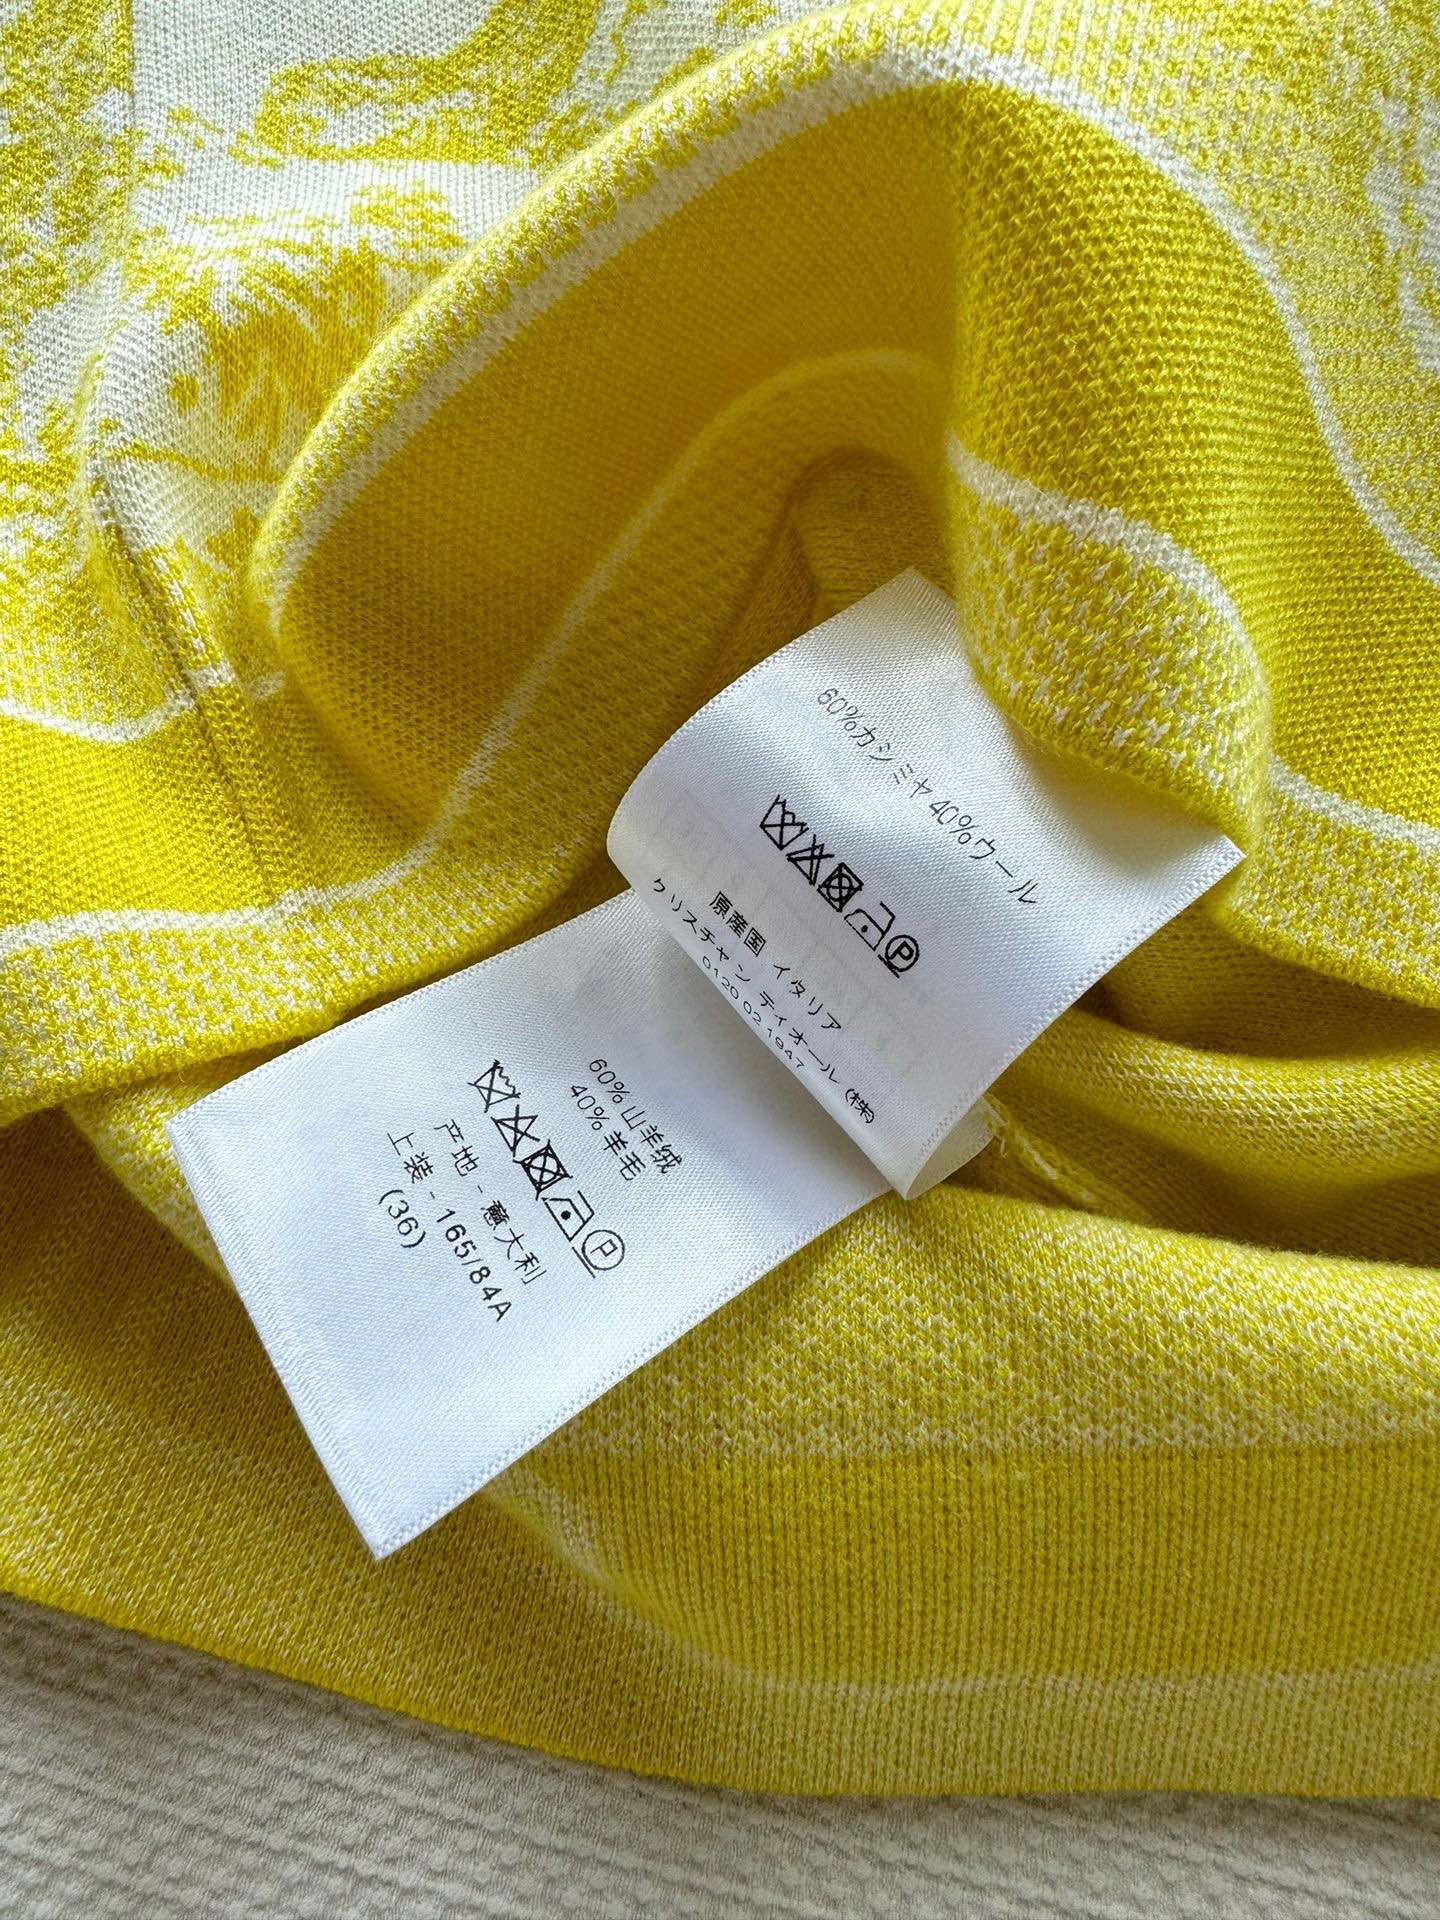 60%カシミヤ 40%ウール
原産国 イタリア
クリスチャン ディオール (株)
0120 02 1947
60% 山羊绒
40% 羊毛
P
产地 - 意大利
上装 - 165/84A
(36)